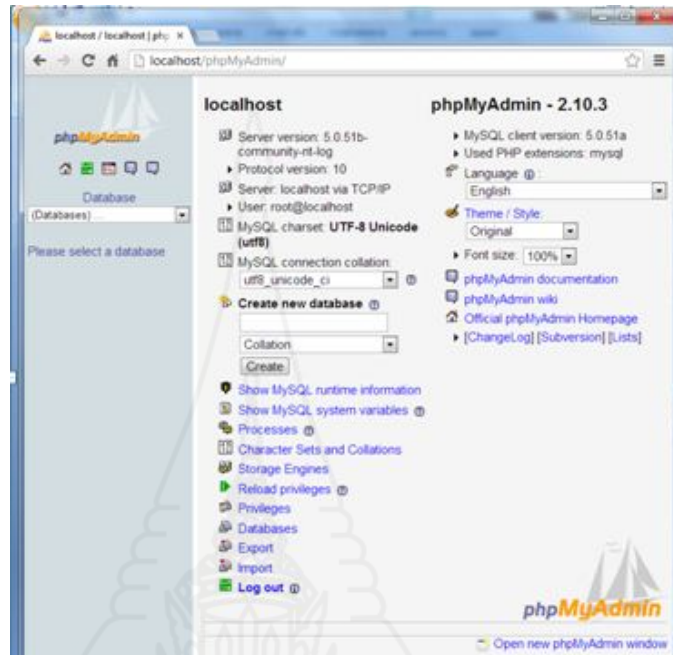 localhost / localhost | php
localhost/phpMyAdmin/
phpMyAdmin
Database
(Databases) ...
Please select a database
localhost
Server version: 5.0.51b-
community-nt-log
Protocol version: 10
Server: localhost via TCP/IP
User: root@localhost
MySQL charset: UTF-8 Unicode
(utf8)
MySQL connection collation:
utf8_unicode_ci
Create new database
Collation
Create
Show MySQL runtime information
Show MySQL system variables
Processes
Character Sets and Collations
Storage Engines
Reload privileges
Privileges
Databases
Export
Import
Log out
phpMyAdmin - 2.10.3
MySQL client version: 5.0.51a
Used PHP extensions: mysql
Language :
English
Theme / Style:
Original
Font size: 100%
phpMyAdmin documentation
phpMyAdmin wiki
Official phpMyAdmin Homepage
[ChangeLog] [Subversion] [Lists]
phpMyAdmin
Open new phpMyAdmin window